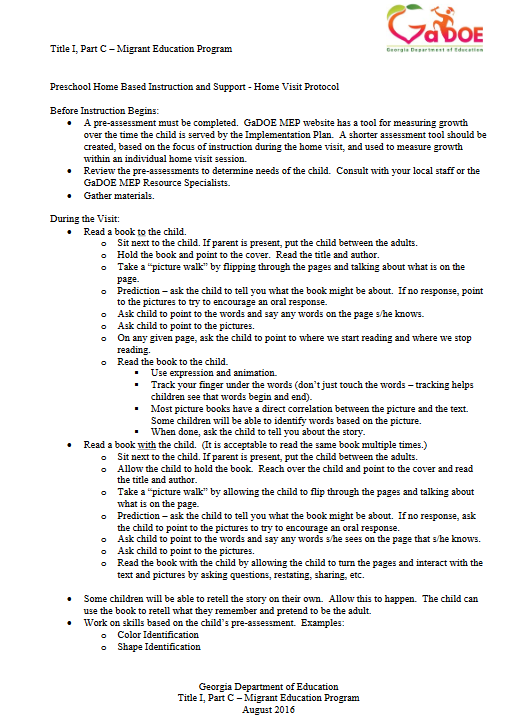 GaDOE
Georgia Department of Education
Title I, Part C – Migrant Education Program
Preschool Home Based Instruction and Support - Home Visit Protocol
Before Instruction Begins:
• A pre-assessment must be completed.  GaDOE MEP website has a tool for measuring growth
over the time the child is served by the Implementation Plan.  A shorter assessment tool should be
created, based on the focus of instruction during the home visit, and used to measure growth
within an individual home visit session.
• Review the pre-assessments to determine needs of the child.  Consult with your local staff or the
GaDOE MEP Resource Specialists.
• Gather materials.
During the Visit:
• Read a book to the child.
o Sit next to the child. If parent is present, put the child between the adults.
o Hold the book and point to the cover.  Read the title and author.
o Take a “picture walk” by flipping through the pages and talking about what is on the
page.
o Prediction – ask the child to tell you what the book might be about.  If no response, point
to the pictures to try to encourage an oral response.
o Ask child to point to the words and say any words on the page s/he knows.
o Ask child to point to the pictures.
o On any given page, ask the child to point to where we start reading and where we stop
reading.
o Read the book to the child.
▪ Use expression and animation.
▪ Track your finger under the words (don’t just touch the words – tracking helps
children see that words begin and end).
▪ Most picture books have a direct correlation between the picture and the text.
Some children will be able to identify words based on the picture.
▪ When done, ask the child to tell you about the story.
• Read a book with the child.  (It is acceptable to read the same book multiple times.)
o Sit next to the child. If parent is present, put the child between the adults.
o Allow the child to hold the book.  Reach over the child and point to the cover and read
the title and author.
o Take a “picture walk” by allowing the child to flip through the pages and talking about
what is on the page.
o Prediction – ask the child to tell you what the book might be about.  If no response, ask
the child to point to the pictures to try to encourage an oral response.
o Ask child to point to the words and say any words s/he sees on the page that s/he knows.
o Ask child to point to the pictures.
o Read the book with the child by allowing the child to turn the pages and interact with the
text and pictures by asking questions, restating, sharing, etc.
• Some children will be able to retell the story on their own.  Allow this to happen.  The child can
use the book to retell what they remember and pretend to be the adult.
• Work on skills based on the child’s pre-assessment.  Examples:
o Color Identification
o Shape Identification
Georgia Department of Education
Title I, Part C – Migrant Education Program
August 2016